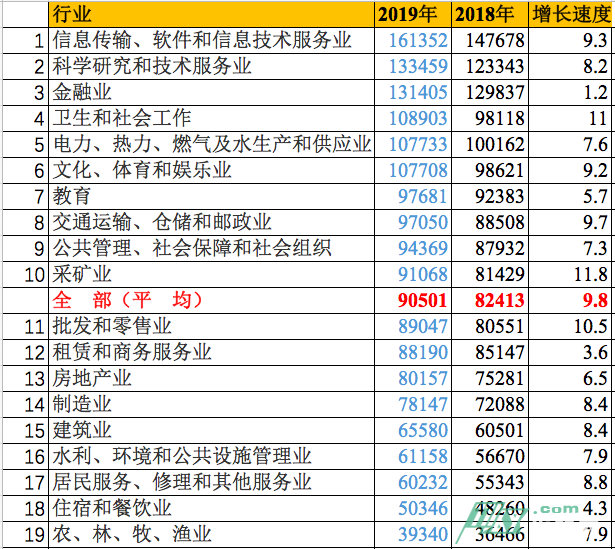 行业 2019年 2018年 增长速度
1 信息传输、软件和信息技术服务业 161352 147678 9.3
2 科学研究和技术服务业 133459 123343 8.2
3 金融业 131405 129837 1.2
4 卫生和社会工作 108903 98118 11
5 电力、热力、燃气及水生产和供应业 107733 100162 7.6
6 文化、体育和娱乐业 107708 98621 9.2
7 教育 97681 92383 5.7
8 交通运输、仓储和邮政业 97050 88508 9.7
9 公共管理、社会保障和社会组织 94369 87932 7.3
10 采矿业 91068 81429 11.8
全 部（平 均） 90501 82413 9.8
11 批发和零售业 89047 80551 10.5
12 租赁和商务服务业 88190 85147 3.6
13 房地产业 80157 75281 6.5
14 制造业 78147 72088 8.4
15 建筑业 65580 60501 8.4
16 水利、环境和公共设施管理业 61158 56670 7.9
17 居民服务、修理和其他服务业 60232 55343 8.8
18 住宿和餐饮业 50346 48260 4.3
19 农、林、牧、渔业 39340 36466 7.9
.com